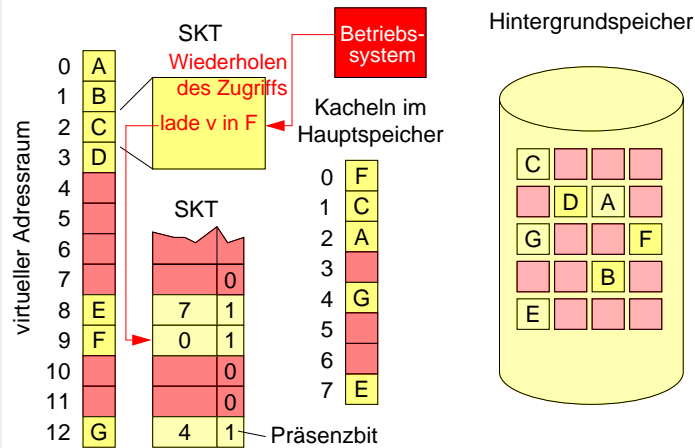 SKT
Hintergrundspeicher
Betriebs-
system
Wiederholen
des Zugriffs
lade v in F
virtueller Adressraum
0 A
1 B
2 C
3 D
4
5
6
7
8 E
9 F
10
11
12 G
SKT
0
7 1
0 1
0
0
4 1
Präsenzbit
Kacheln im
Hauptspeicher
0 F
1 C
2 A
3
4 G
5
6
7 E
C
D A
G F
B
E